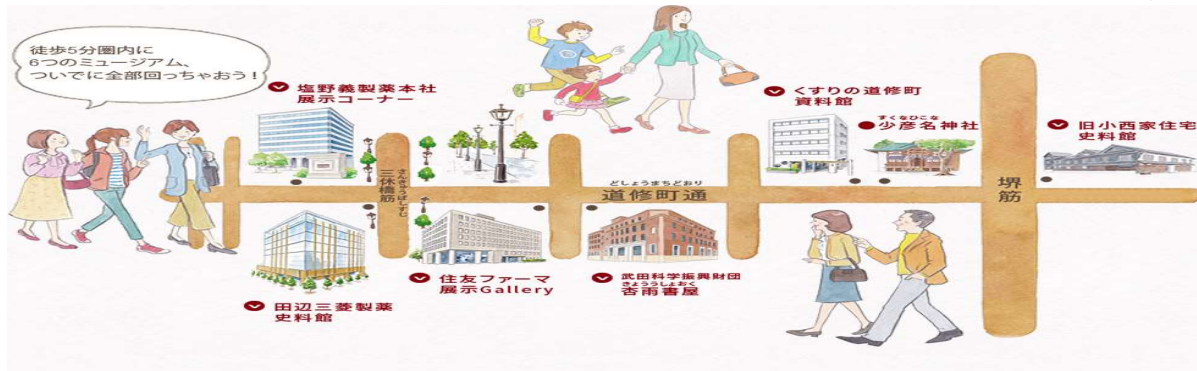 徒歩5分圏内に
6つのミュージアム、
ついでに全部回っちゃおう！
塩野義製薬本社
展示コーナー
くすりの道修町
資料館
すくなひこな
少彦名神社
旧小西家住宅
史料館
さんきゅうばしすじ
三休橋筋
どしょうまちどおり
道修町通
堺筋
田辺三菱製薬
史料館
住友ファーマ
展示Gallery
武田科学振興財団
きょううしょおく
杏雨書屋